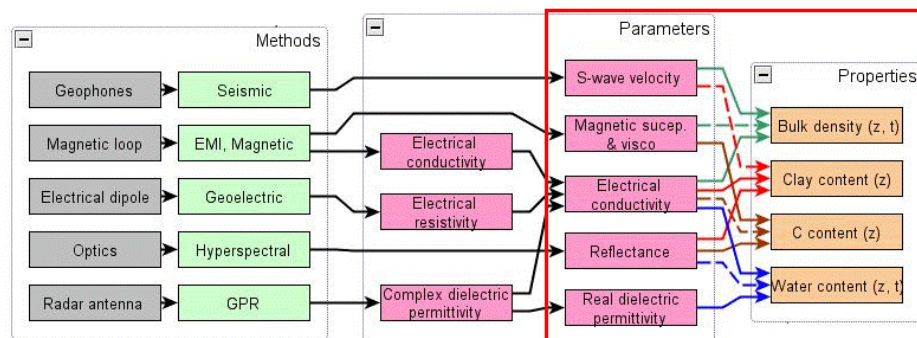 Methods
Parameters
Properties
Geophones
Seismic
S-wave velocity
Magnetic loop
EMI, Magnetic
Electrical
conductivity
Magnetic sucep.
& visco
Bulk density (z, t)
Electrical dipole
Geoelectric
Electrical
resistivity
Electrical
conductivity
Clay content (z)
Optics
Hyperspectral
Reflectance
C content (z)
Radar antenna
GPR
Complex dielectric
permittivity
Real dielectric
permittivity
Water content (z, t)